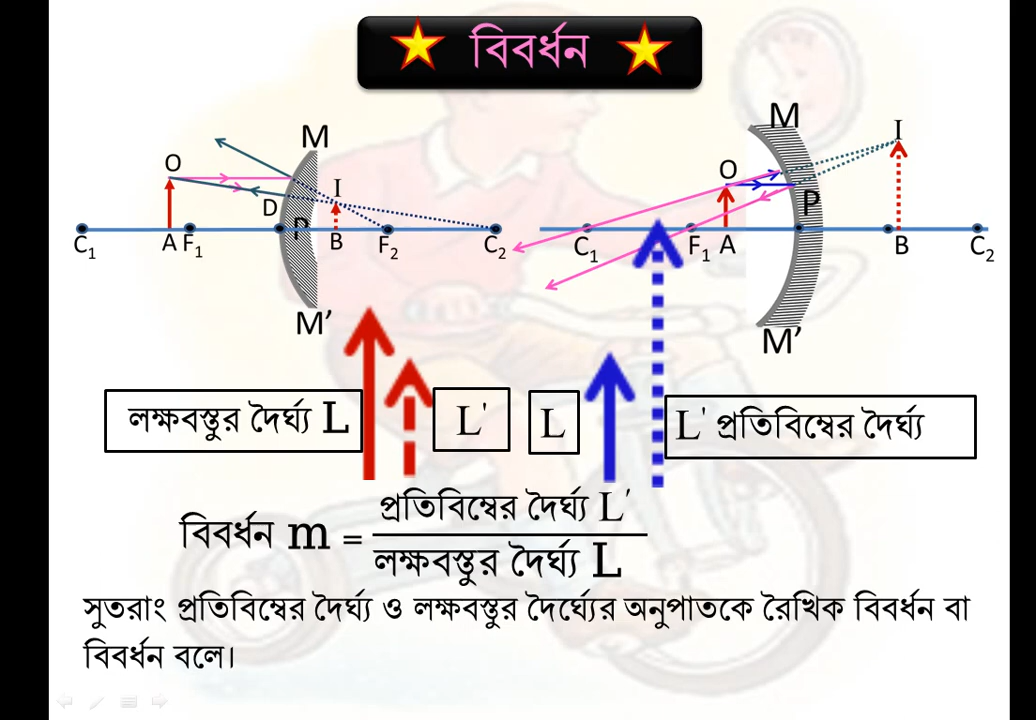 বিবর্ধন
M
O
D
P
I
C₁
A
F₁
B
F₂
C₂
M’
M
O
P
I
C₁
F₁
A
B
C₂
M’
লক্ষবস্তুর দৈর্ঘ্য L
L'
L
L' প্রতিবিম্বের দৈর্ঘ্য
বিবর্ধন m = প্রতিবিম্বের দৈর্ঘ্য L'
লক্ষবস্তুর দৈর্ঘ্য L
সুতরাং প্রতিবিম্বের দৈর্ঘ্য ও লক্ষবস্তুর দৈর্ঘ্যের অনুপাতকে রৈখিক বিবর্ধন বা
বিবর্ধন বলে।